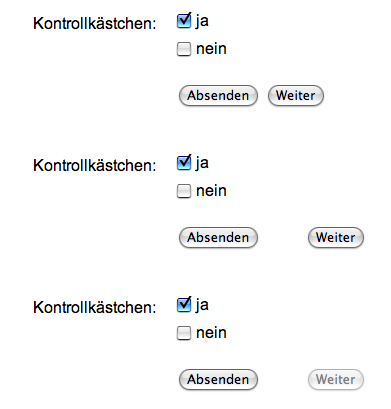 Kontrollkästchen: ja
nein
Absenden Weiter
Kontrollkästchen: ja
nein
Absenden Weiter
Kontrollkästchen: ja
nein
Absenden Weiter